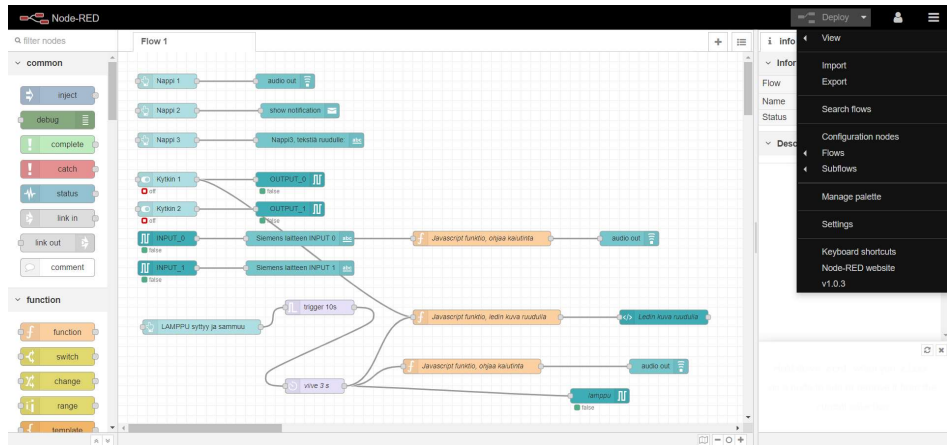 Node-RED
Deploy
filter nodes
Flow 1
info
View
Import
Export
Search flows
Configuration nodes
Flows
Subflows
Manage palette
Settings
Keyboard shortcuts
Node-RED website
v1.0.3
common
inject
debug
complete
catch
status
link in
link out
comment
function
function
switch
change
range
template
Nappi 1
audio out
Nappi 2
show notification
Nappi 3
Nappi3, tekstiä ruudulle
abc
Kytkin 1
off
OUTPUT_0
false
Kytkin 2
off
OUTPUT_1
false
INPUT_0
false
Siemens laitteen INPUT 0
abc
Javascript funktio, ohjaa kaiutinta
audio out
INPUT_1
false
Siemens laitteen INPUT 1
abc
trigger 10s
LAMPPU syttyy ja sammuu
Javascript funktio, ledin kuva ruudulla
Ledin kuva ruudulla
viive 3 s
Javascript funktio, ohjaa kaiutinta
audio out
lamppu
false
Infor
Flow
Name
Status
Desc